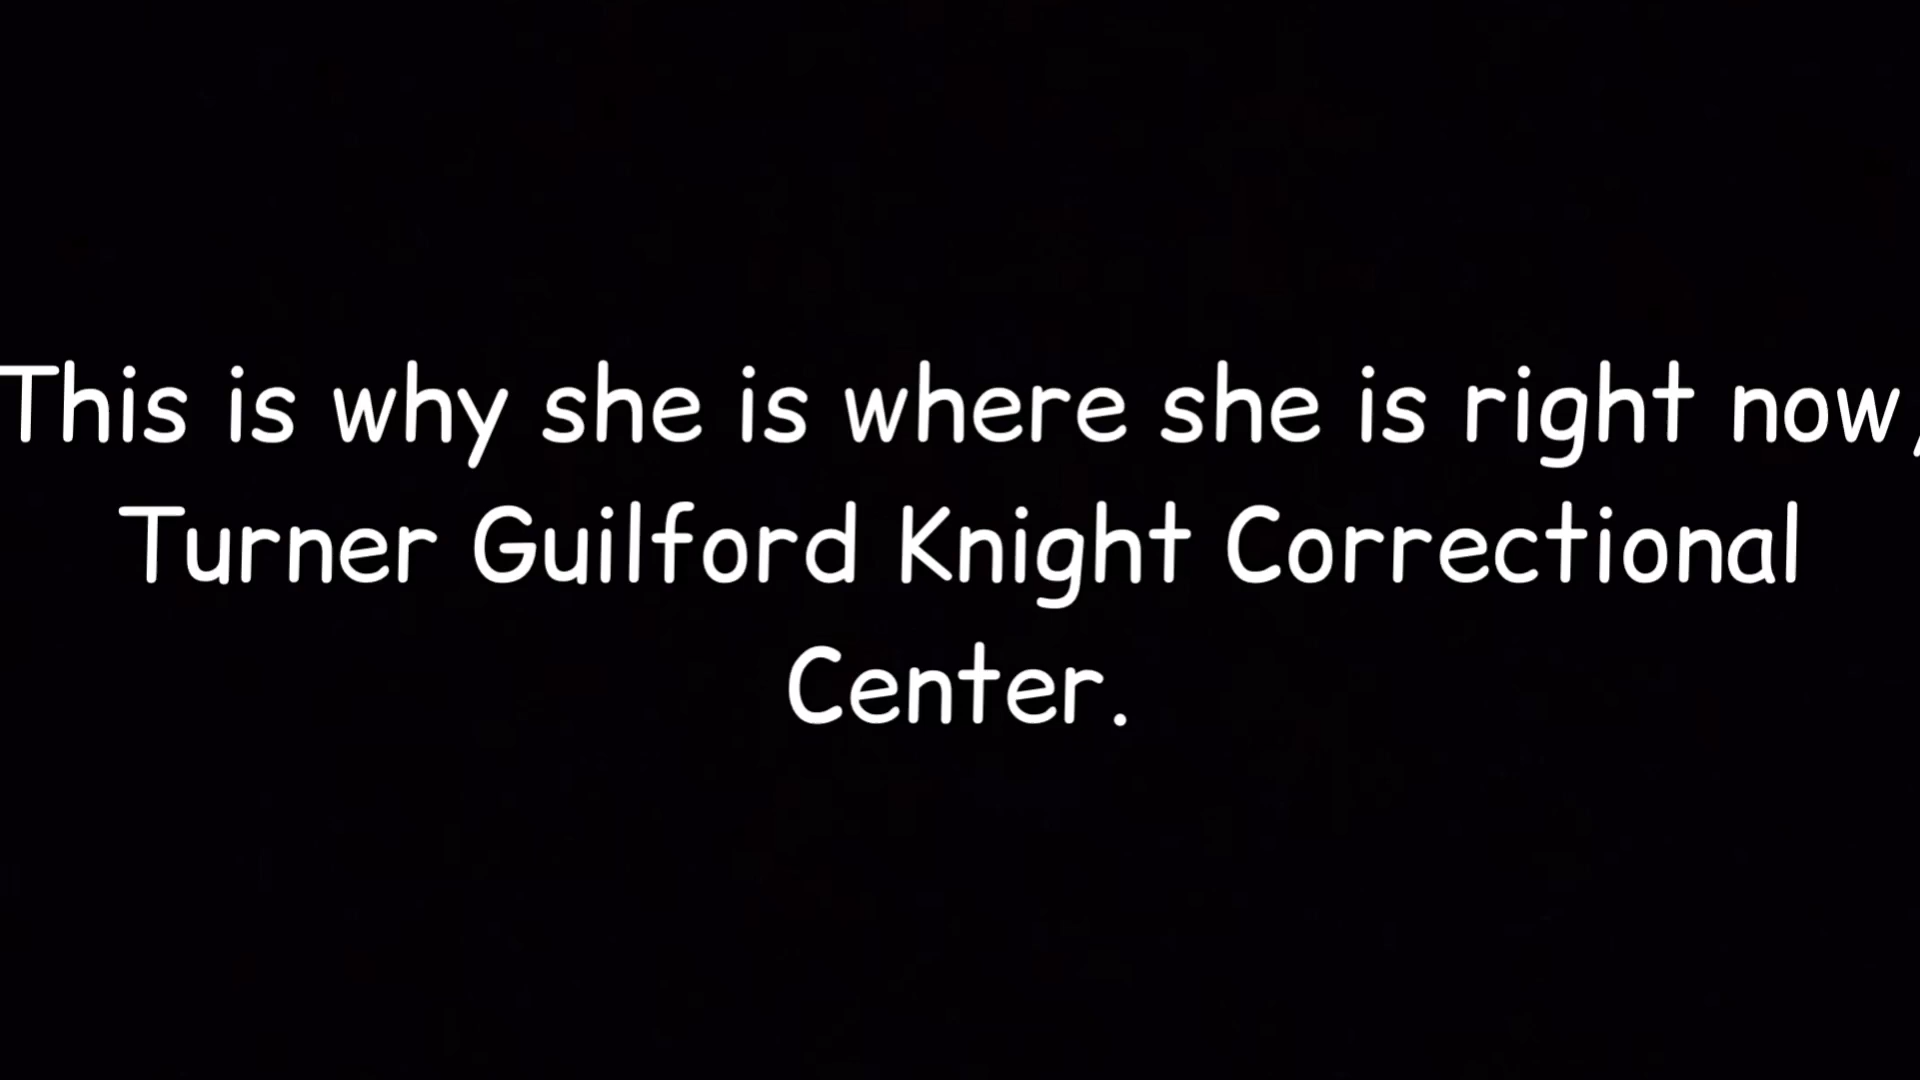 This is why she is where she is right now,
Turner Guilford Knight Correctional
Center.